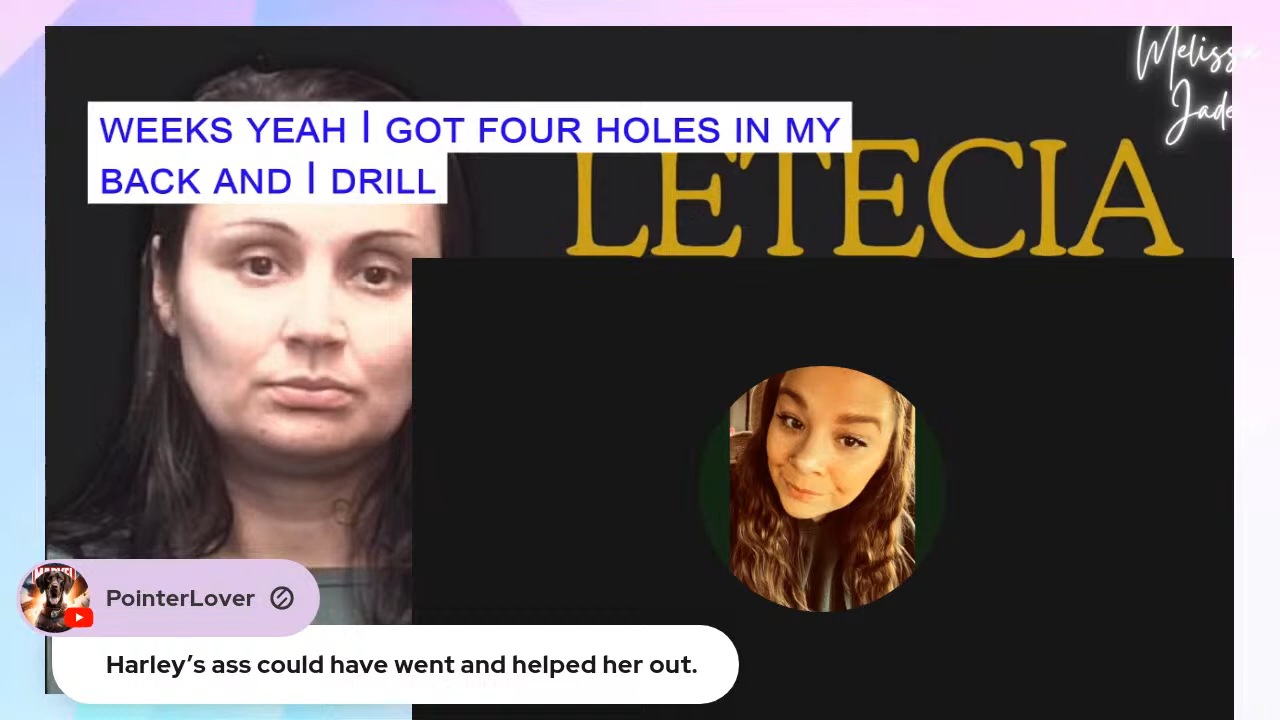 Melissa
Jade
WEEKS YEAH I GOT FOUR HOLES IN MY
BACK AND I DRILL
LETECIA
PointerLover
Harley’s ass could have went and helped her out.